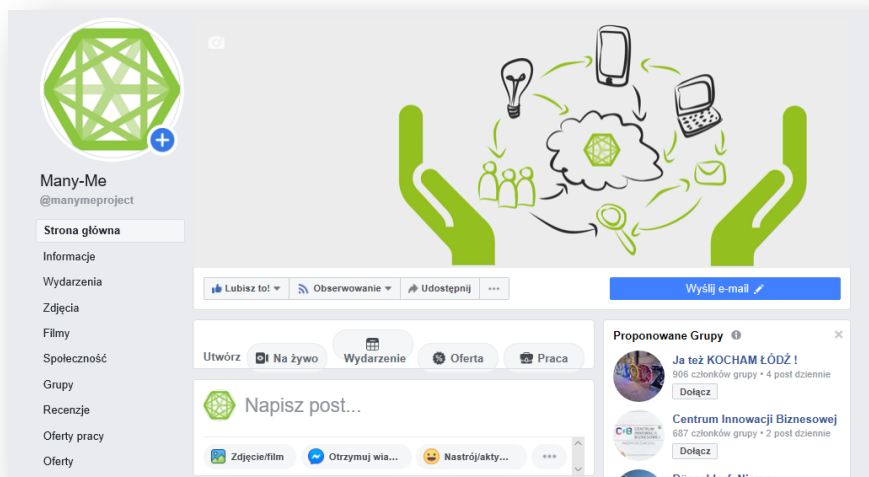 Many-Me
@manymeproject
Strona główna
Informacje
Wydarzenia
Zdjęcia
Filmy
Społeczność
Grupy
Recenzje
Oferty pracy
Oferty
Lubisz to!
Obserwowanie
Udostępnij
Wyślij e-mail
Utwórz
Na żywo
Wydarzenie
Oferta
Praca
Napisz post...
Zdjęcie/film
Otrzymuj wia...
Nastrój/akty...
Proponowane Grupy
Ja też KOCHAM ŁÓDŹ !
906 członków grupy • 4 post dziennie
Dołącz
Centrum Innowacji Biznesowej
687 członków grupy • 2 post dziennie
Dołącz